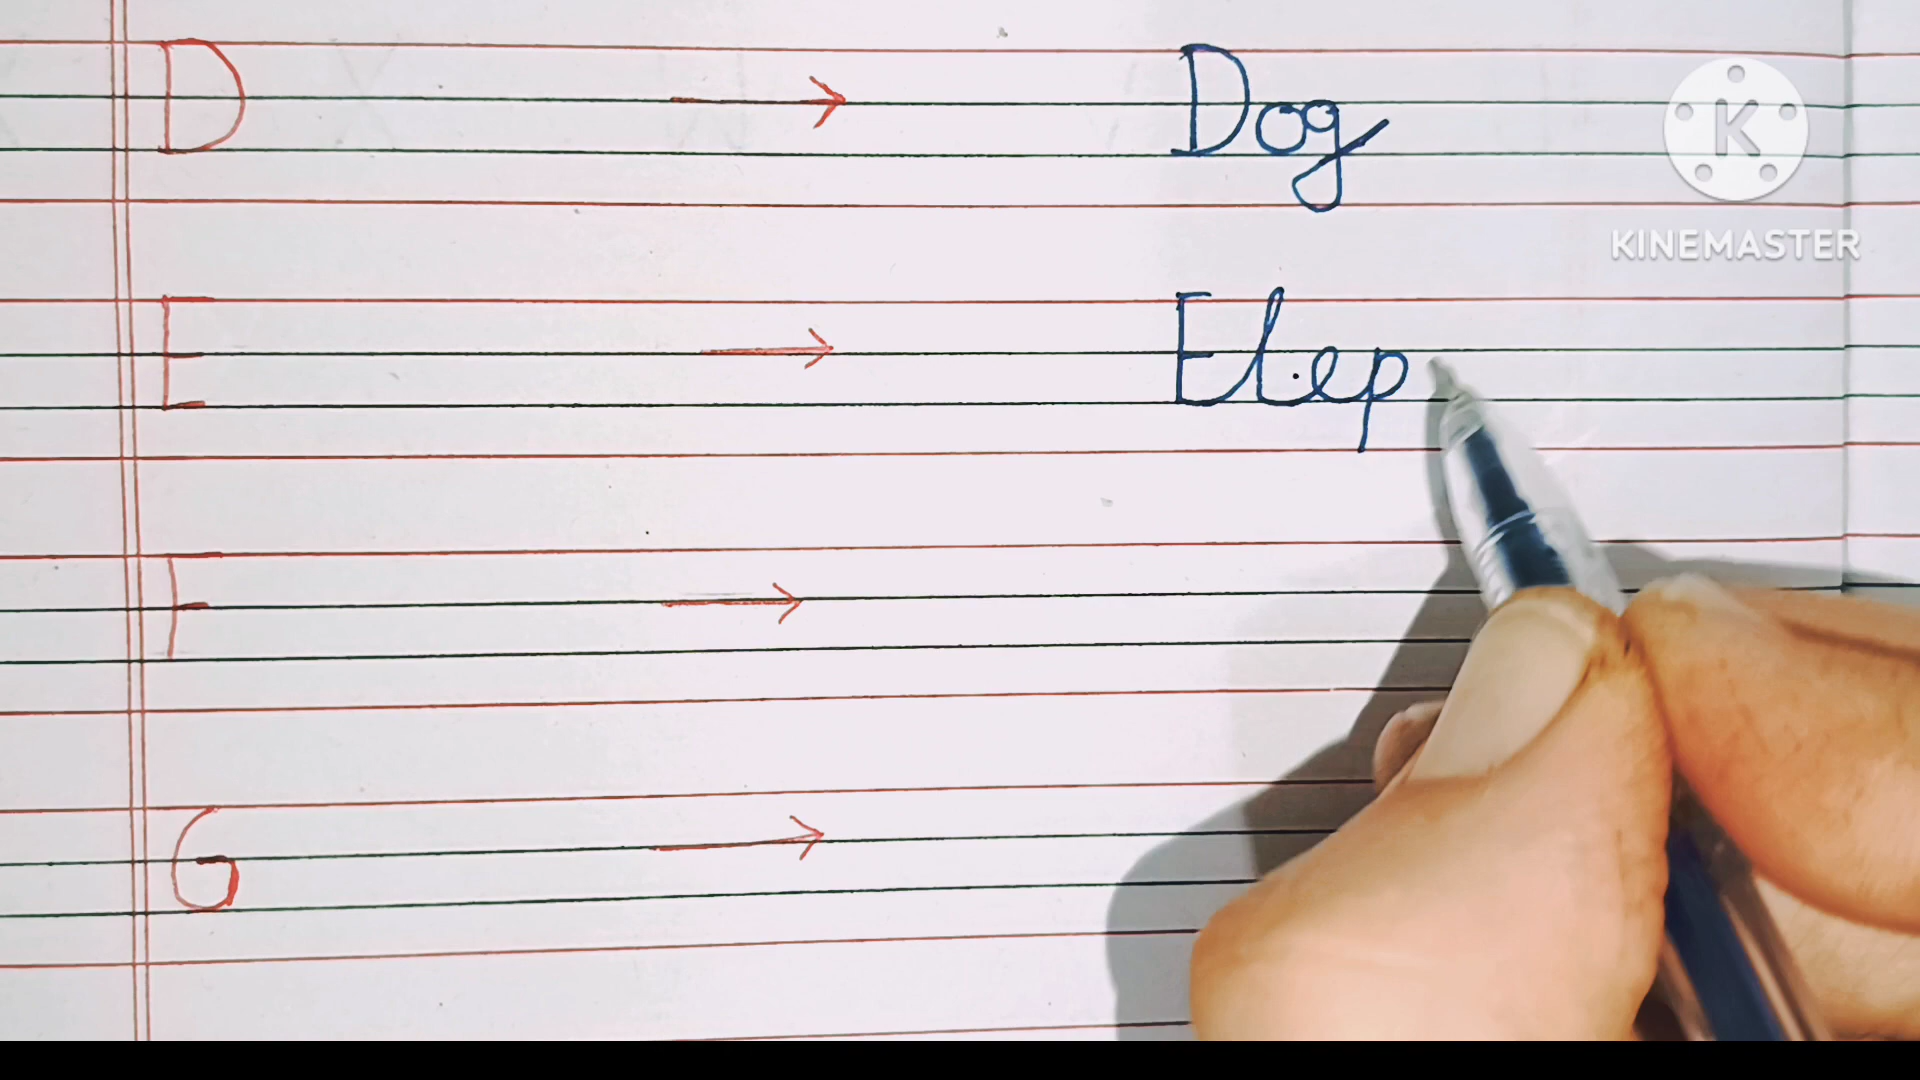 D → Dog
K
KINEMASTER
E → Elep
F →
G →